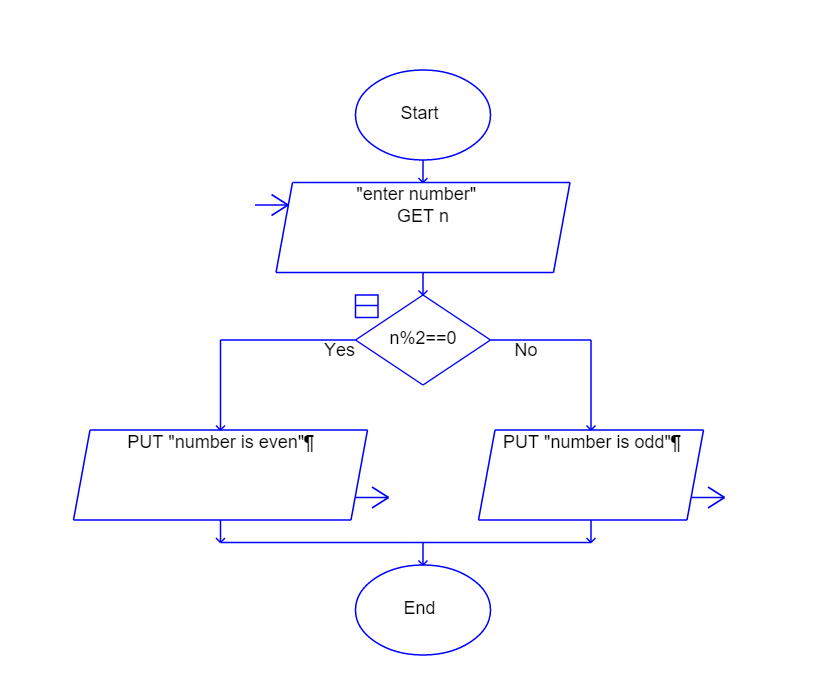 Start
"enter number"
GET n
n%2==0
Yes
No
PUT "number is even"¶
PUT "number is odd"¶
End